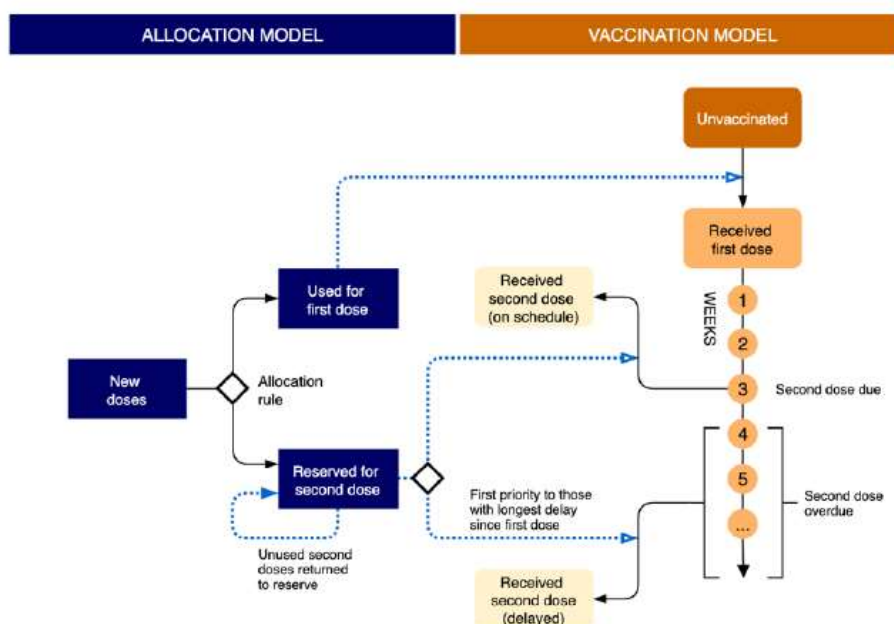 ALLOCATION MODEL
VACCINATION MODEL
Unvaccinated
Received
first dose
Used for
first dose
Received
second dose
(on schedule)
WEEKS
1
2
3
Second dose due
New
doses
Allocation
rule
4
Reserved for
second dose
5
First priority to those
with longest delay
since first dose
Second dose
overdue
...
Unused second
doses returned
to reserve
Received
second dose
(delayed)